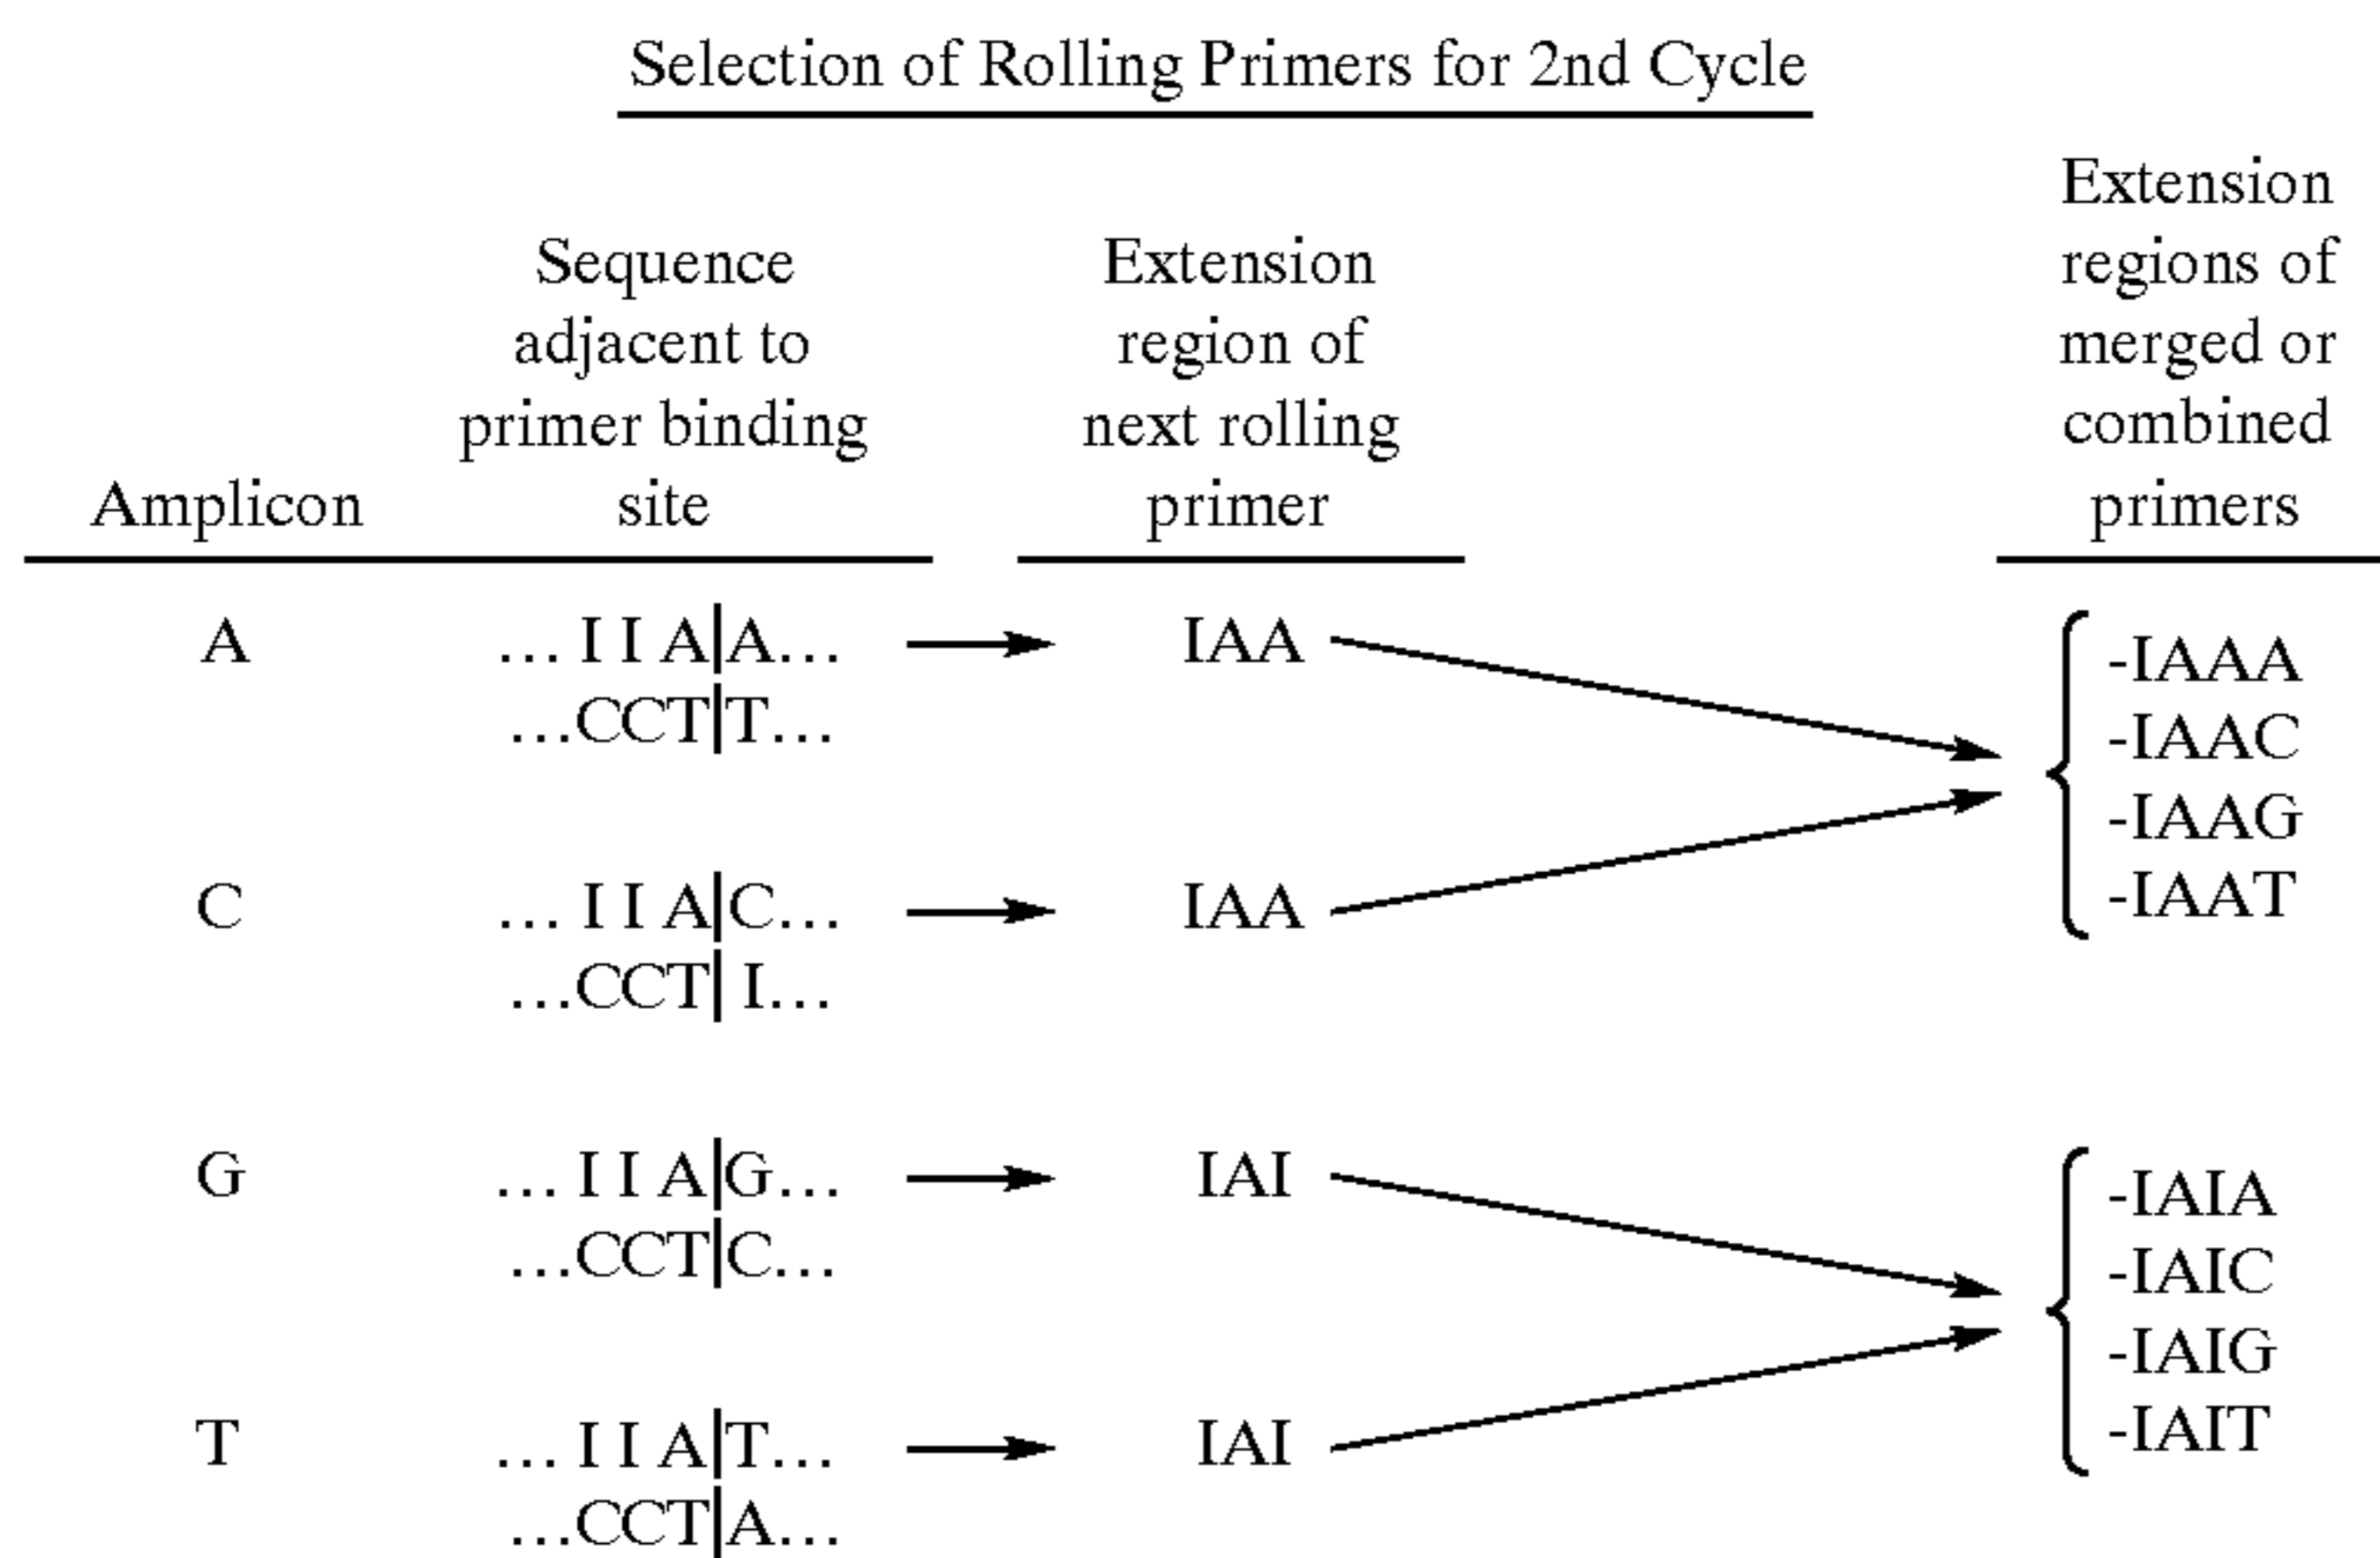 Selection of Rolling Primers for 2nd Cycle
Amplicon
Sequence
adjacent to
primer binding
site
Extension
region of
next rolling
primer
Extension
regions of
merged or
combined
primers
A
... I I A|A...
...CCT|T...
IAA
-IAAA
-IAAC
-IAAG
-IAAT
C
... I I A|C...
...CCT|I...
IAA
G
... I I A|G...
...CCT|C...
IAI
-IAIA
-IAIC
-IAIG
-IAIT
T
... I I A|T...
...CCT|A...
IAI